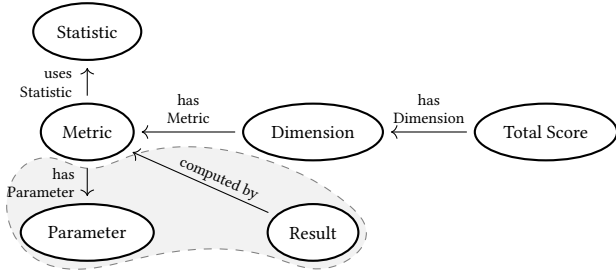 Statistic
uses
Statistic
has
Metric
has
Dimension
Metric
Dimension
Total Score
has
Parameter
computed by
Parameter
Result